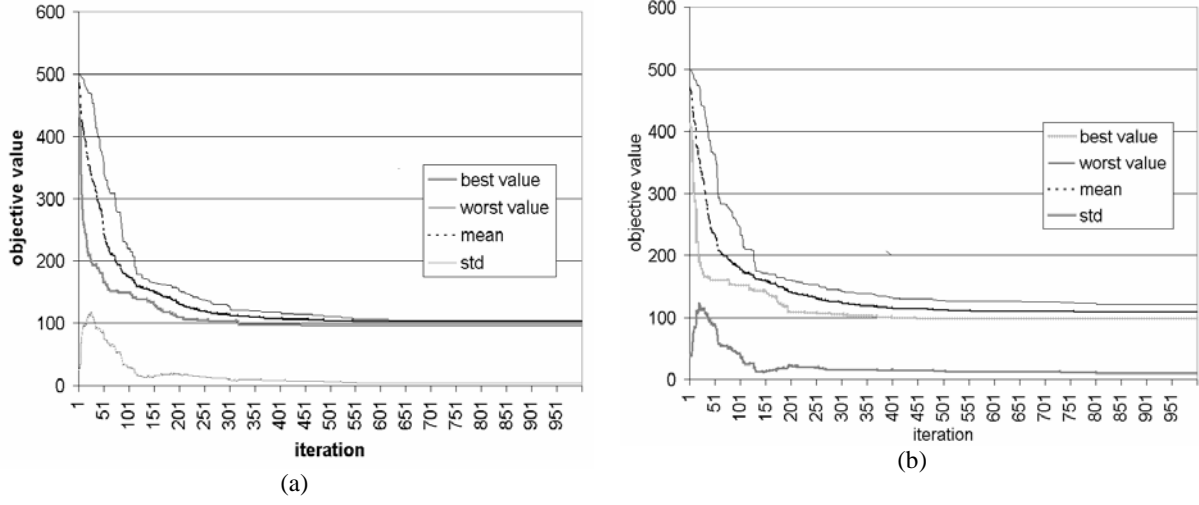 600
500
400
300
200
100
0
objective value
best value
worst value
mean
std
1 51 101 151 201 251 301 351 401 451 501 551 601 651 701 751 801 851 901 951
iteration
(a)
600
500
400
300
200
100
0
objective value
best value
worst value
mean
std
1 51 101 151 201 251 301 351 401 451 501 551 601 651 701 751 801 851 901 951
iteration
(b)